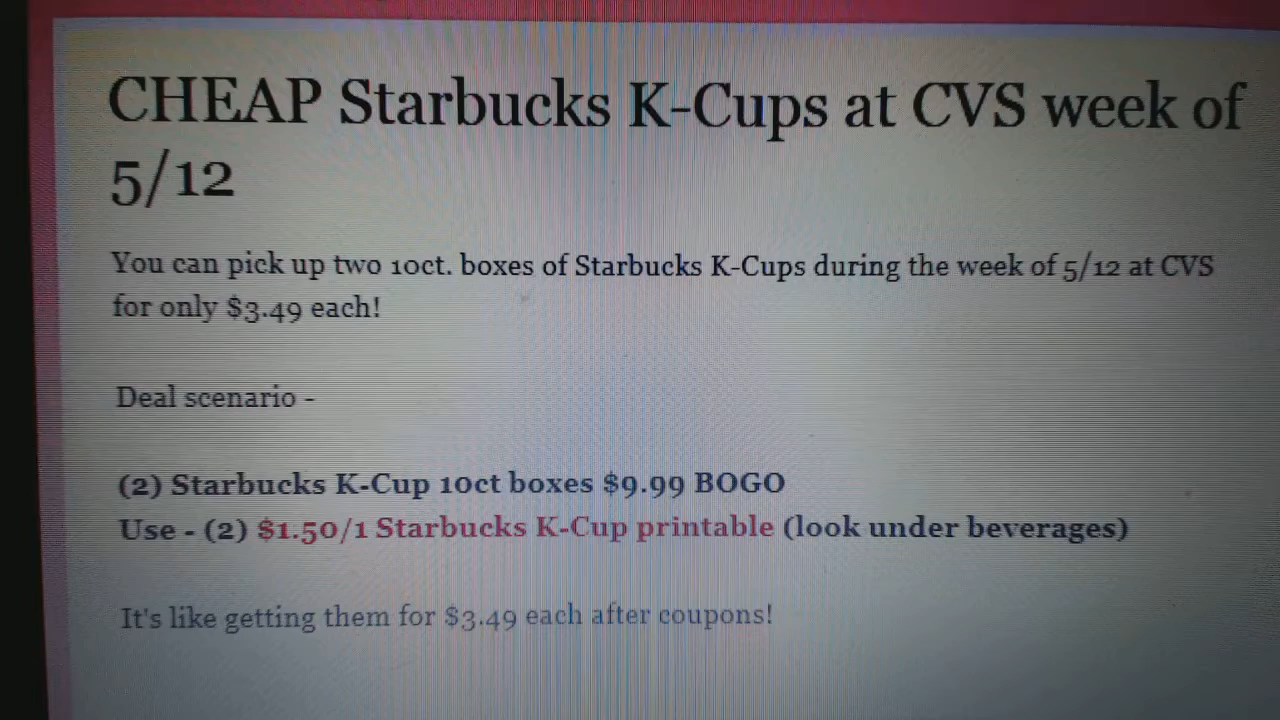 CHEAP Starbucks K-Cups at CVS week of
5/12
You can pick up two 10ct. boxes of Starbucks K-Cups during the week of 5/12 at CVS
for only $3.49 each!
Deal scenario -
(2) Starbucks K-Cup 10ct boxes $9.99 BOGO
Use - (2) $1.50/1 Starbucks K-Cup printable (look under beverages)
It's like getting them for $3.49 each after coupons!